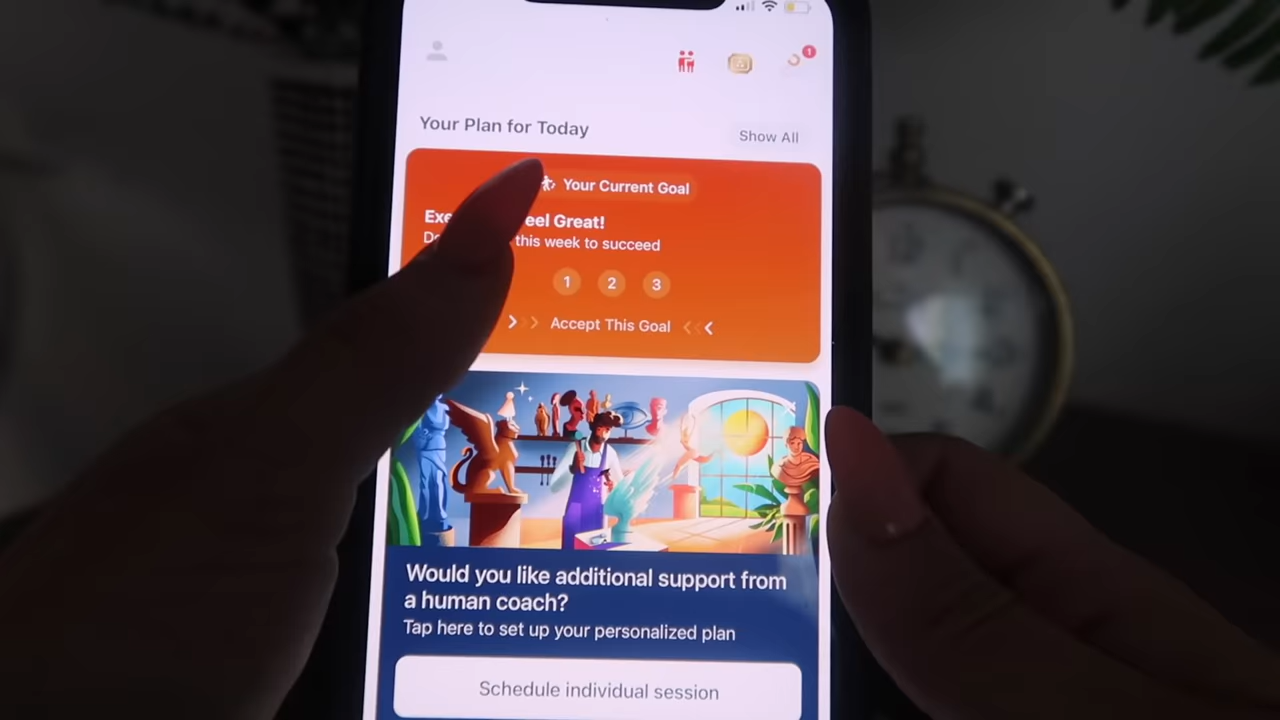 1
Your Plan for Today
Show All
Your Current Goal
Exe eel Great!
this week to succeed
1 2 3
Accept This Goal
Would you like additional support from
a human coach?
Tap here to set up your personalized plan
Schedule individual session